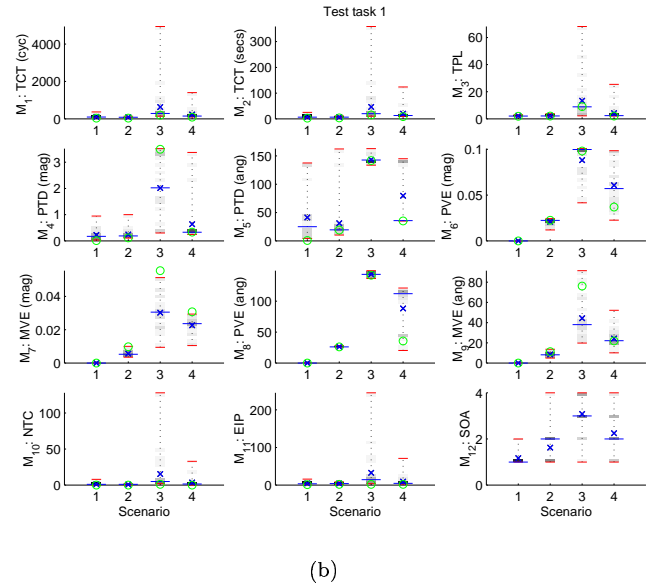 Test task 1
M1: TCT (cyc)
4000
2000
0
1 2 3 4
M2: TCT (secs)
300
200
100
0
1 2 3 4
M3: TPL
60
40
20
0
1 2 3 4
M4: PTD (mag)
3
2
1
0
1 2 3 4
M5: PTD (ang)
150
100
50
0
1 2 3 4
M6: PVE (mag)
0.1
0.05
0
1 2 3 4
M7: MVE (mag)
0.04
0.02
0
1 2 3 4
M8: PVE (ang)
100
50
0
1 2 3 4
M9: MVE (ang)
80
60
40
20
0
1 2 3 4
M10: NTC
100
50
0
1 2 3 4
Scenario
M11: EIP
200
100
0
1 2 3 4
Scenario
M12: SOA
4
2
0
1 2 3 4
Scenario
(b)